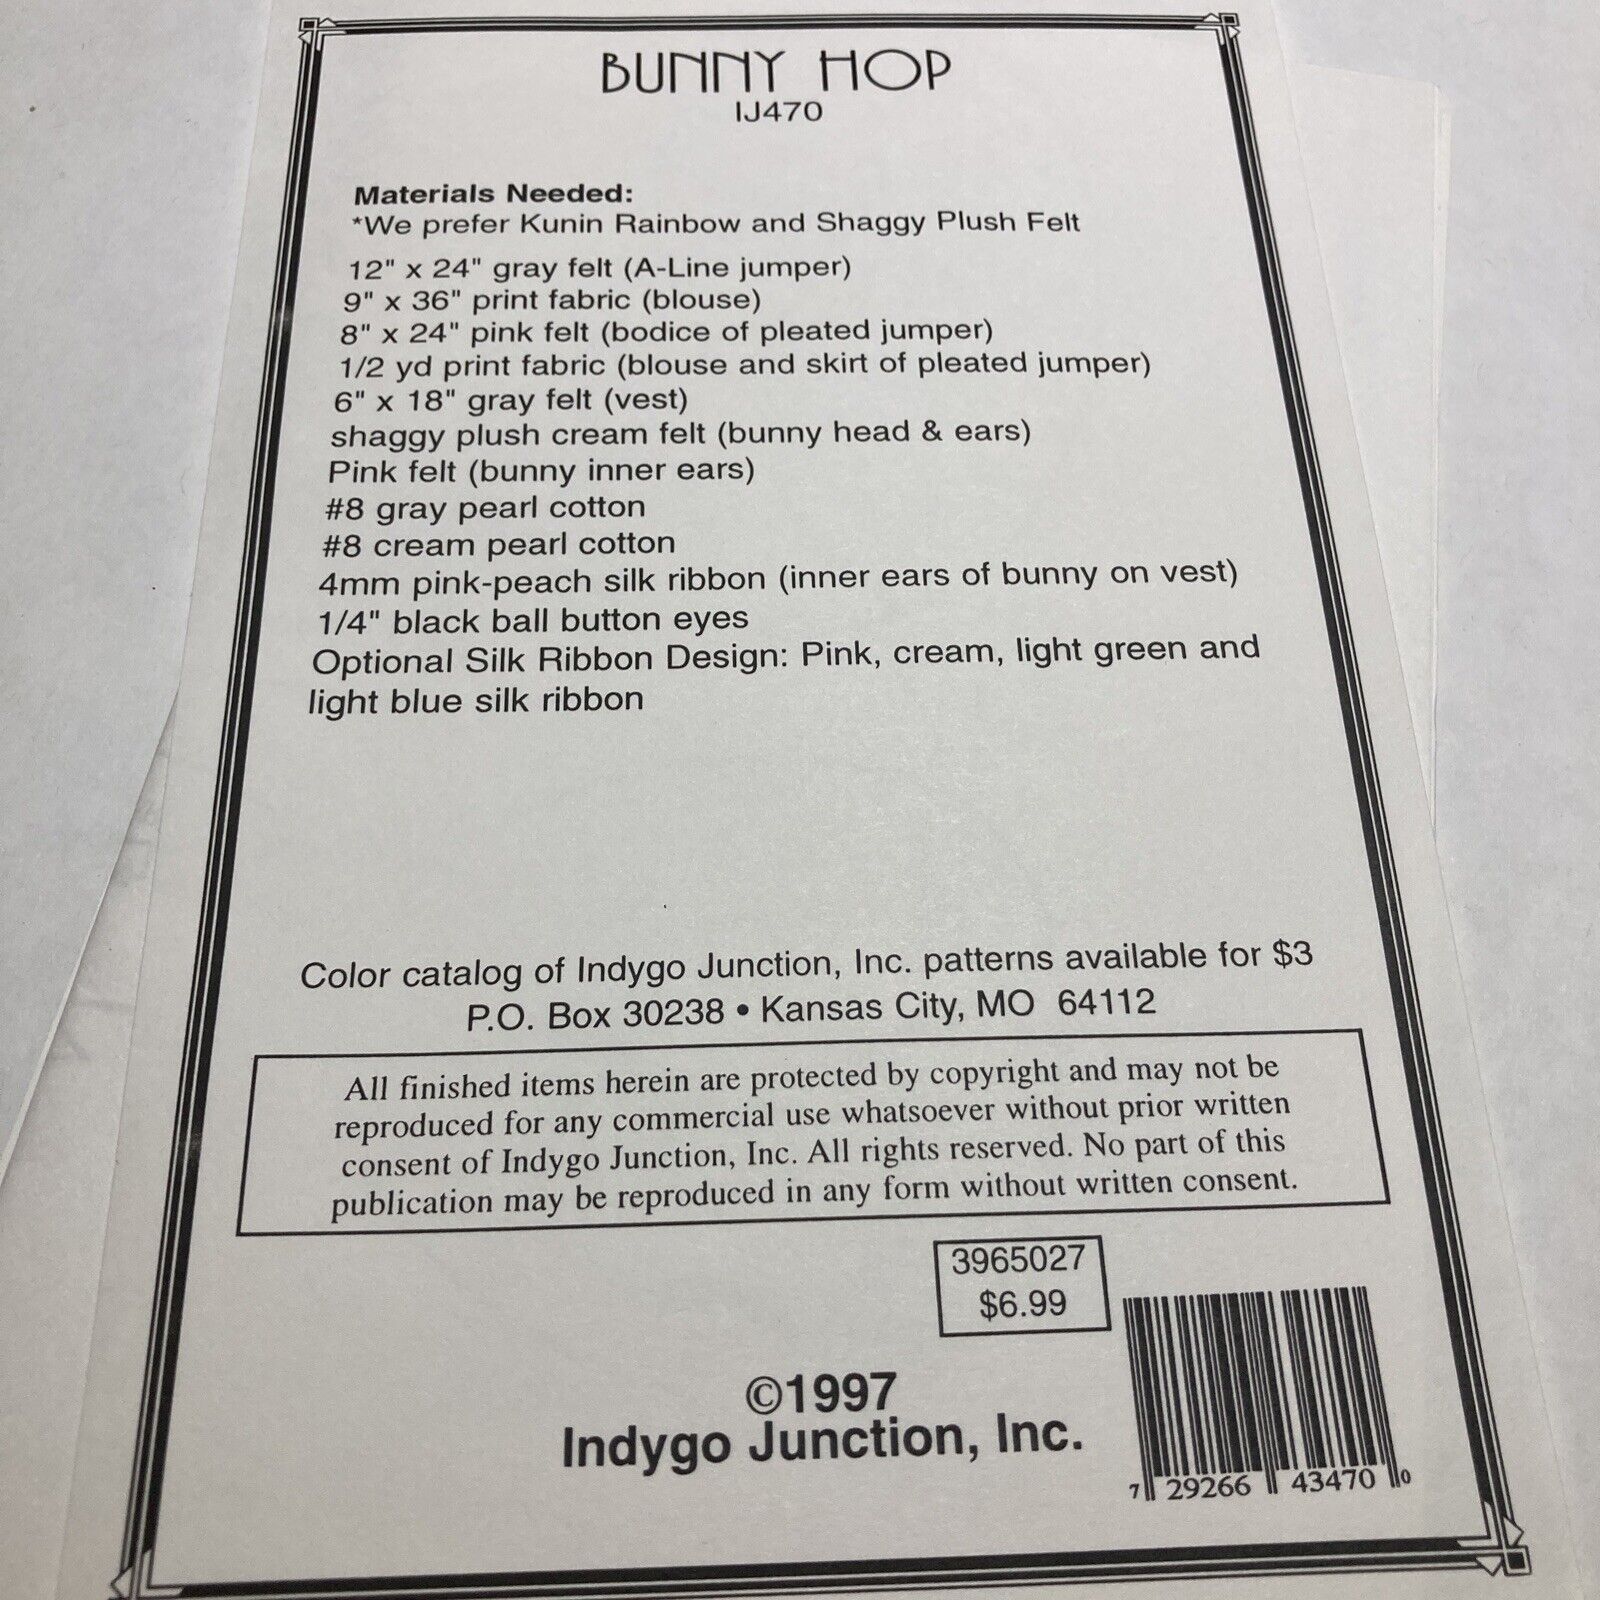 BUNNY HOP
IJ470
Materials Needed:
*We prefer Kunin Rainbow and Shaggy Plush Felt
12" x 24" gray felt (A-Line jumper)
9" x 36" print fabric (blouse)
8" x 24" pink felt (bodice of pleated jumper)
1/2 yd print fabric (blouse and skirt of pleated jumper)
6" x 18" gray felt (vest)
shaggy plush cream felt (bunny head & ears)
Pink felt (bunny inner ears)
#8 gray pearl cotton
#8 cream pearl cotton
4mm pink-peach silk ribbon (inner ears of bunny on vest)
1/4" black ball button eyes
Optional Silk Ribbon Design: Pink, cream, light green and
light blue silk ribbon
Color catalog of Indygo Junction, Inc. patterns available for $3
P.O. Box 30238 • Kansas City, MO 64112
All finished items herein are protected by copyright and may not be
reproduced for any commercial use whatsoever without prior written
consent of Indygo Junction, Inc. All rights reserved. No part of this
publication may be reproduced in any form without written consent.
3965027
$6.99
©1997
Indygo Junction, Inc.
7 29266 43470 0